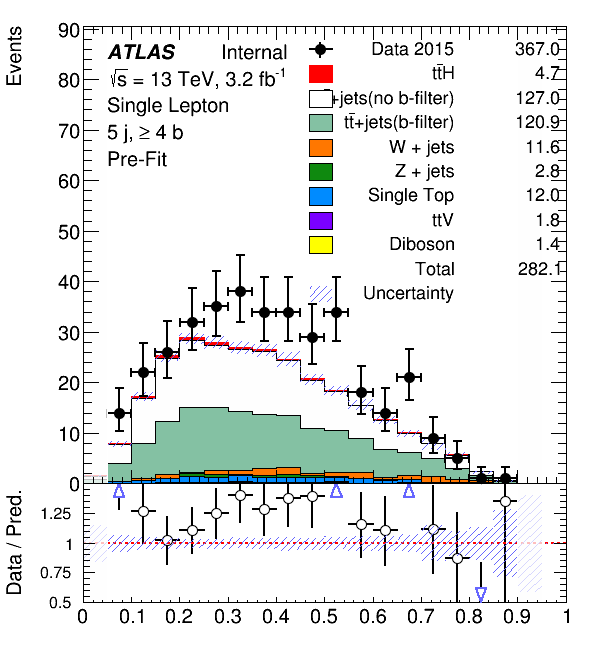 Events
90
80
70
60
50
40
30
20
10
0
ATLAS Internal
√s = 13 TeV, 3.2 fb-1
Single Lepton
5 j, ≥ 4 b
Pre-Fit
Data 2015 367.0
tt̄H 4.7
+jets(no b-filter) 127.0
tt̄+jets(b-filter) 120.9
W + jets 11.6
Z + jets 2.8
Single Top 12.0
ttV 1.8
Diboson 1.4
Total 282.1
Uncertainty
Data / Pred.
1.25
1
0.75
0.5
0 0.1 0.2 0.3 0.4 0.5 0.6 0.7 0.8 0.9 1